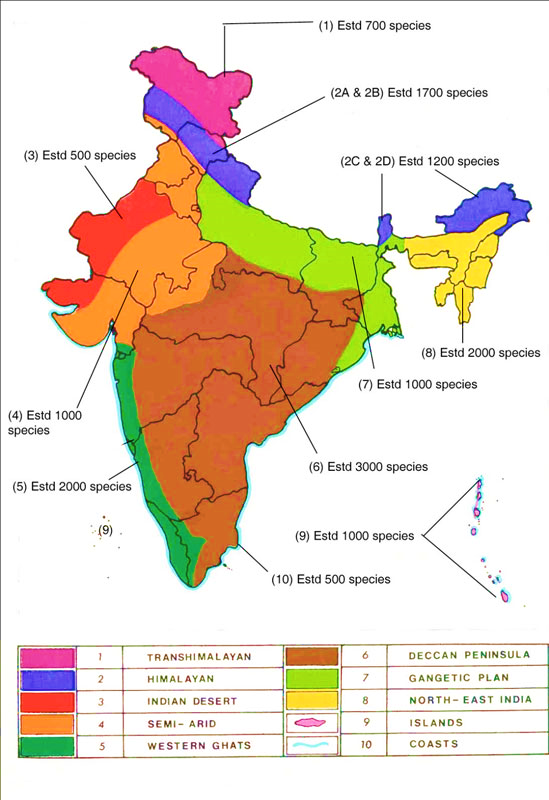 (1) Estd 700 species
(2A & 2B) Estd 1700 species
(3) Estd 500 species
(2C & 2D) Estd 1200 species
(8) Estd 2000 species
(7) Estd 1000 species
(4) Estd 1000
species
(6) Estd 3000 species
(5) Estd 2000 species
(9)
(9) Estd 1000 species
(10) Estd 500 species
1 TRANSHIMALAYAN
2 HIMALAYAN
3 INDIAN DESERT
4 SEMI-ARID
5 WESTERN GHATS
6 DECCAN PENINSULA
7 GANGETIC PLAN
8 NORTH-EAST INDIA
9 ISLANDS
10 COASTS